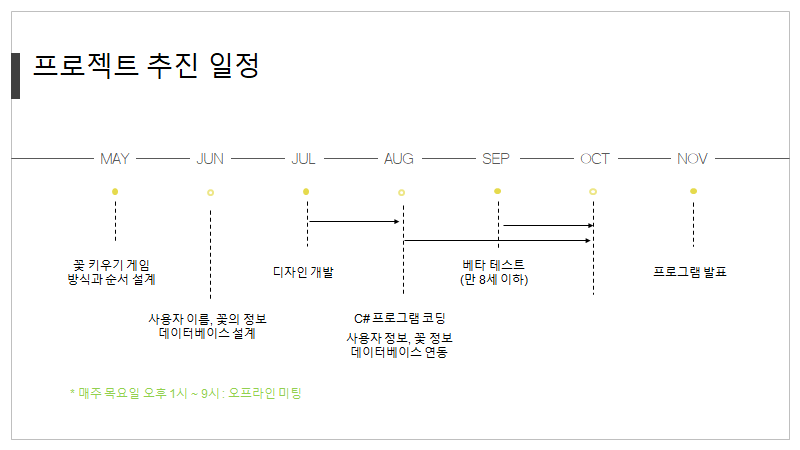 프로젝트 추진 일정
MAY JUN JUL AUG SEP OCT NOV
꽃 키우기 게임
방식과 순서 설계
사용자 이름, 꽃의 정보
데이터베이스 설계
디자인 개발
C# 프로그램 코딩
사용자 정보, 꽃 정보
데이터베이스 연동
베타 테스트
(만 8세 이하)
프로그램 발표
* 매주 목요일 오후 1시 ~ 9시 : 오프라인 미팅